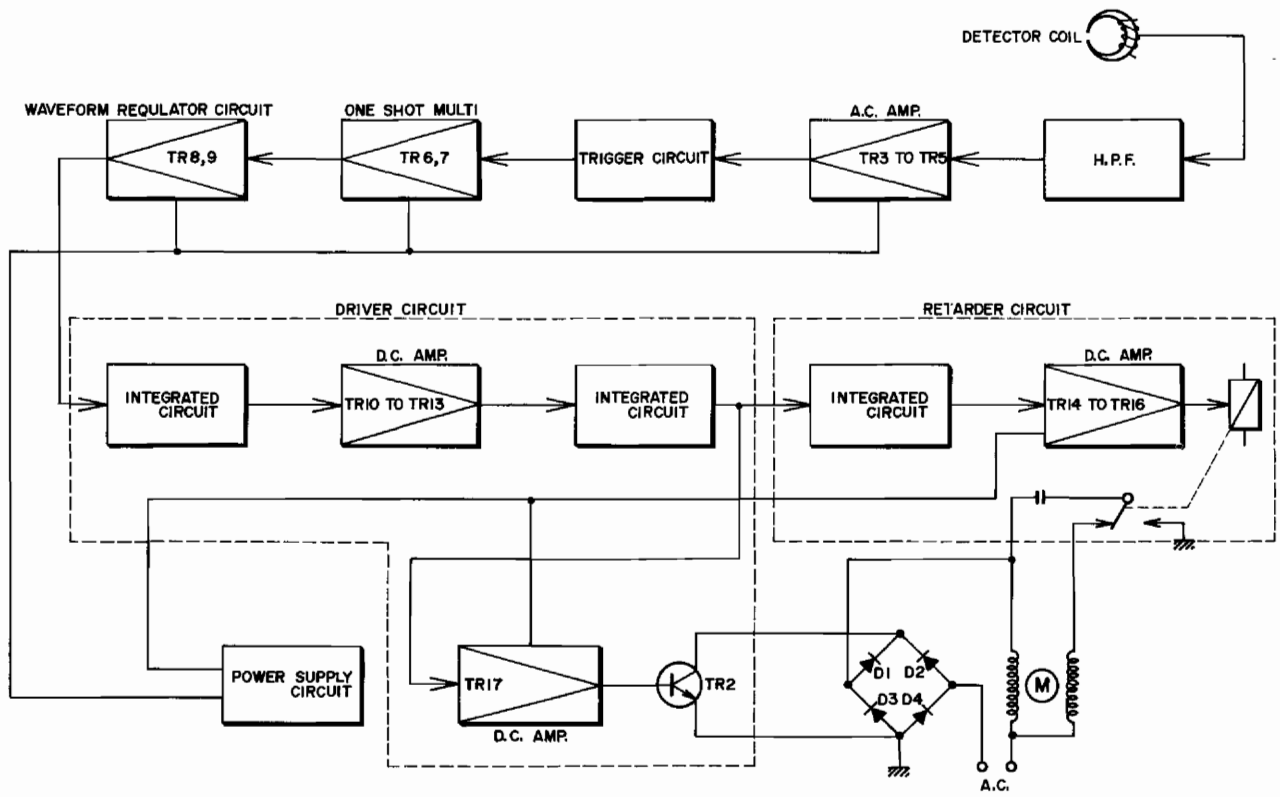 DETECTOR COIL
WAVEFORM REQULATOR CIRCUIT
ONE SHOT MULTI
A.C. AMP.
TR8,9
TR6,7
TRIGGER CIRCUIT
TR3 TO TR5
H.P.F.
DRIVER CIRCUIT
RETARDER CIRCUIT
D.C. AMP.
D.C. AMP.
INTEGRATED
CIRCUIT
TR10 TO TR13
INTEGRATED
CIRCUIT
INTEGRATED
CIRCUIT
TR14 TO TR16
POWER SUPPLY
CIRCUIT
TR17
D.C. AMP.
TR2
D1
D2
D3
D4
M
A.C.